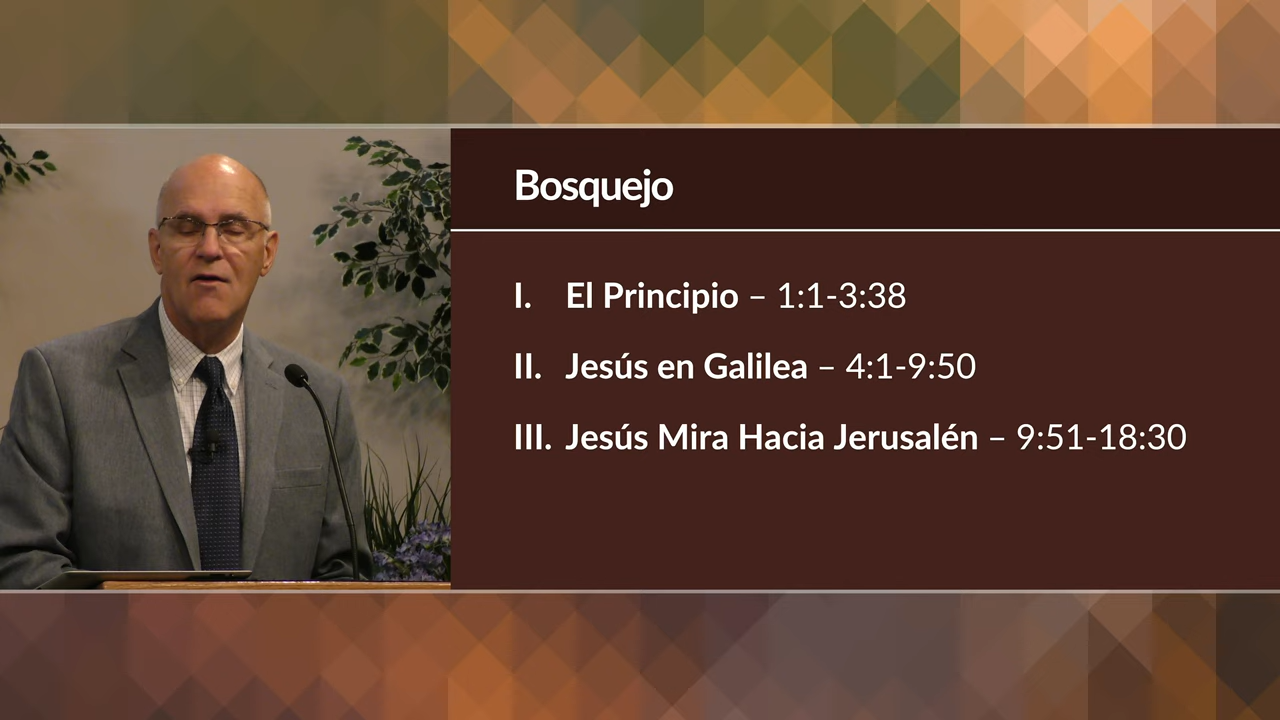 Bosquejo
I. El Principio – 1:1-3:38
II. Jesús en Galilea – 4:1-9:50
III. Jesús Mira Hacia Jerusalén – 9:51-18:30